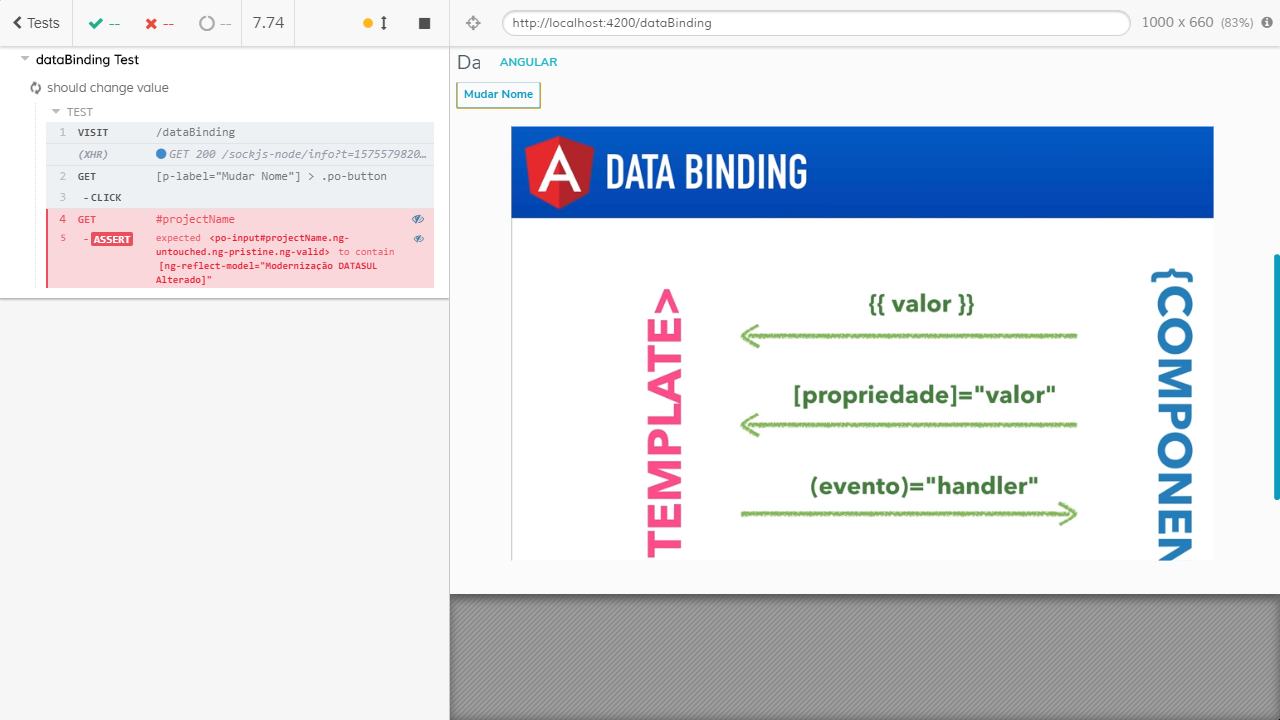 Tests
--
--
--
7.74
http://localhost:4200/dataBinding
1000 x 660 (83%)
dataBinding Test
should change value
TEST
1 VISIT /dataBinding
(XHR) GET 200 /sockjs-node/info?t=1575579820…
2 GET [p-label="Mudar Nome"] > .po-button
3 -CLICK
4 GET #projectName
5 -ASSERT expected <po-input#projectName.ng-
untouched.ng-pristine.ng-valid> to contain
[ng-reflect-model="Modernização DATASUL
Alterado]"
Da ANGULAR
Mudar Nome
DATA BINDING
{{ valor }}
[propriedade]="valor"
(evento)="handler"
TEMPLATE>
{COMPONEN